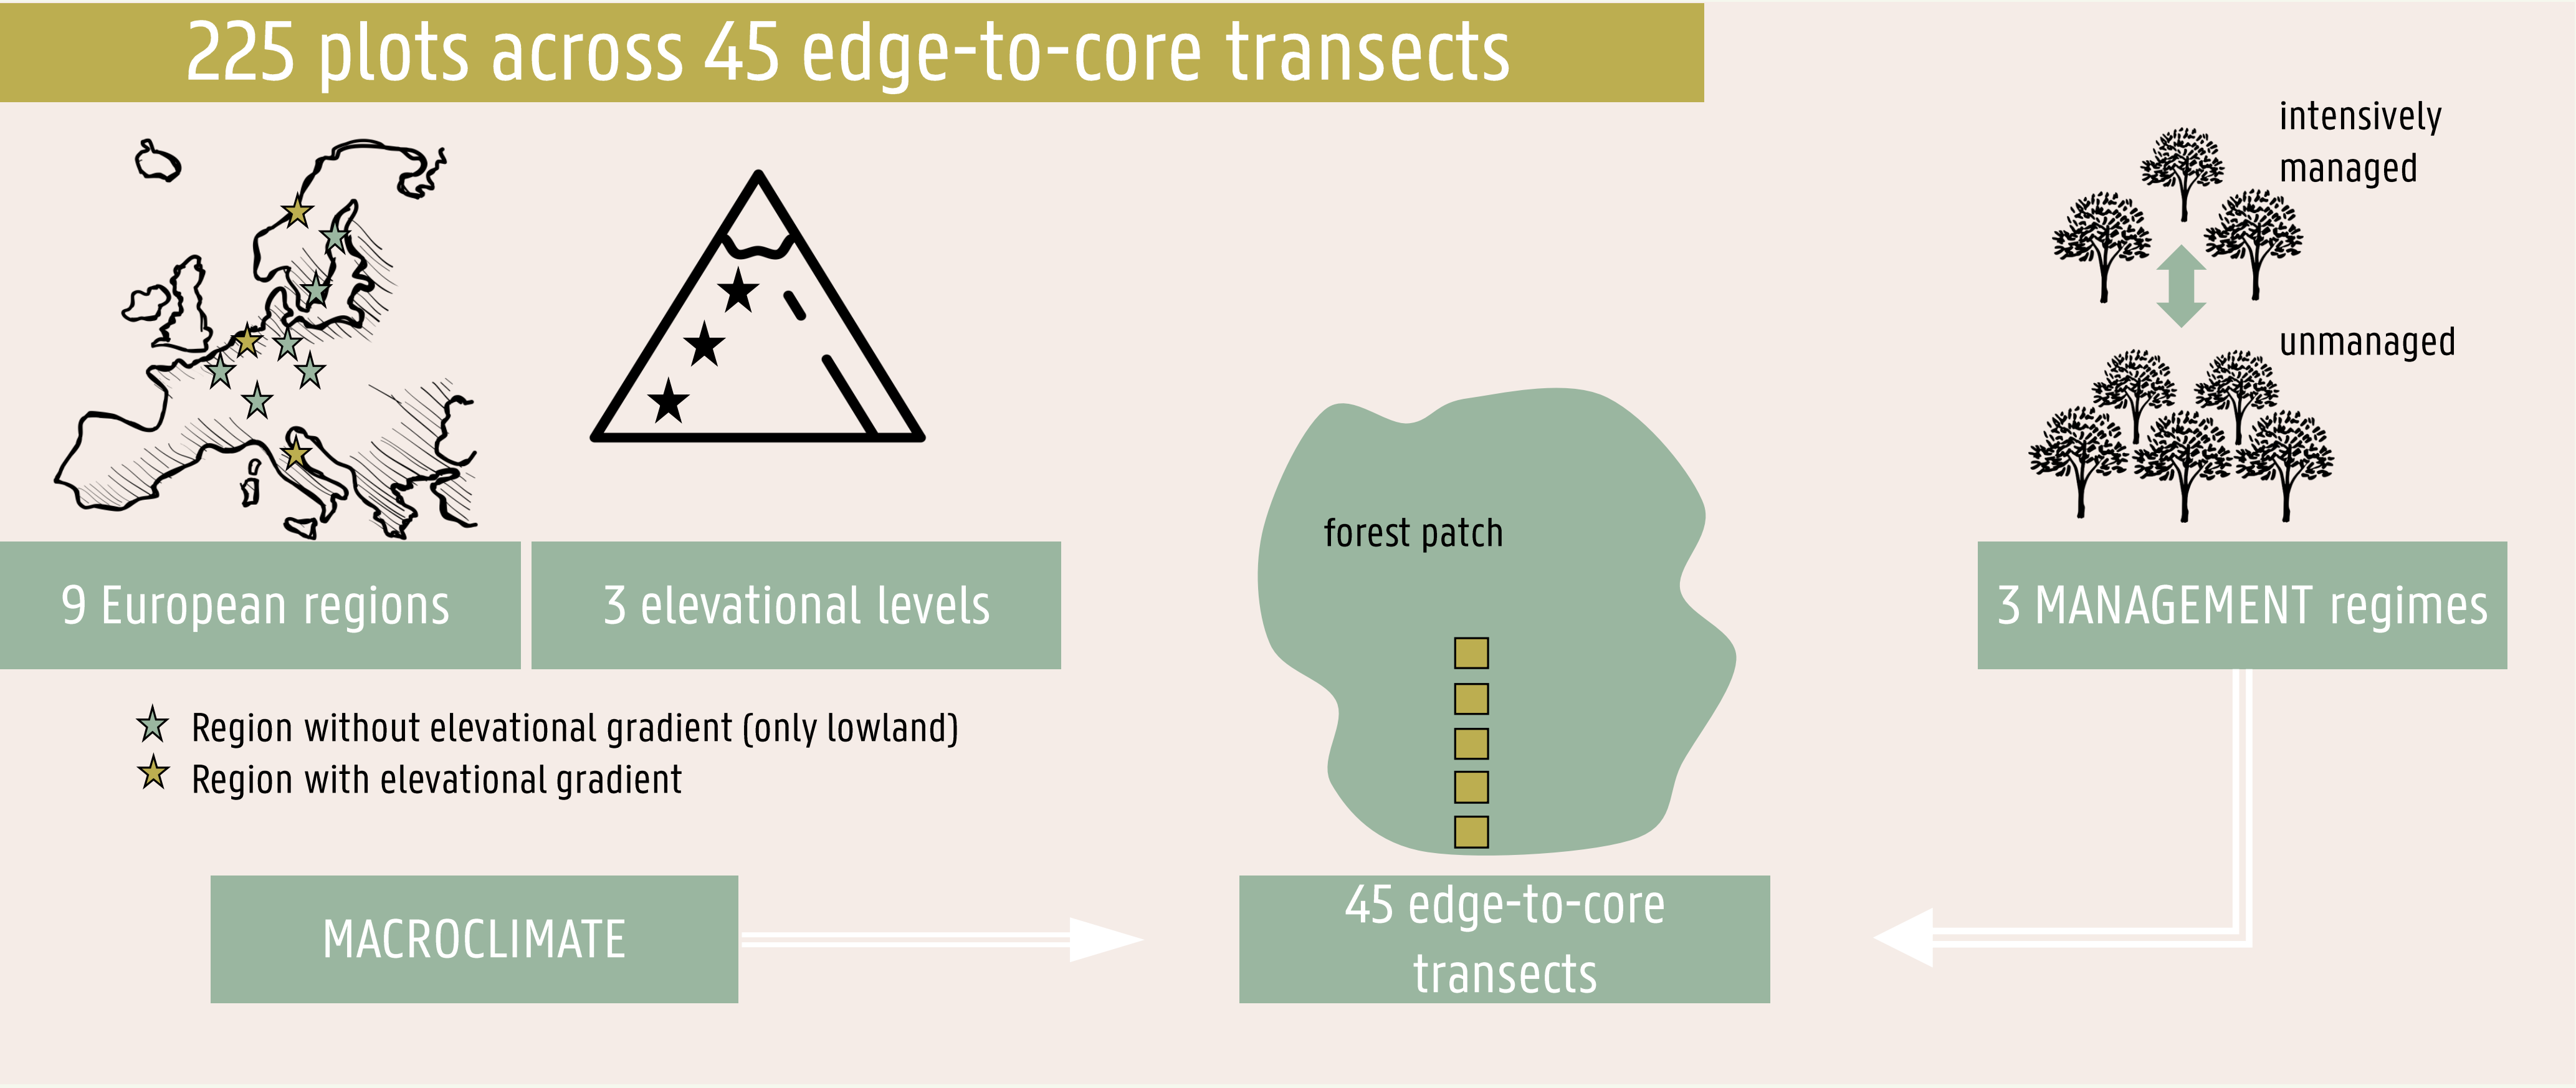 225 plots across 45 edge-to-core transects
intensively
managed
unmanaged
forest patch
9 European regions
3 elevational levels
3 MANAGEMENT regimes
Region without elevational gradient (only lowland)
Region with elevational gradient
MACROCLIMATE
45 edge-to-core
transects